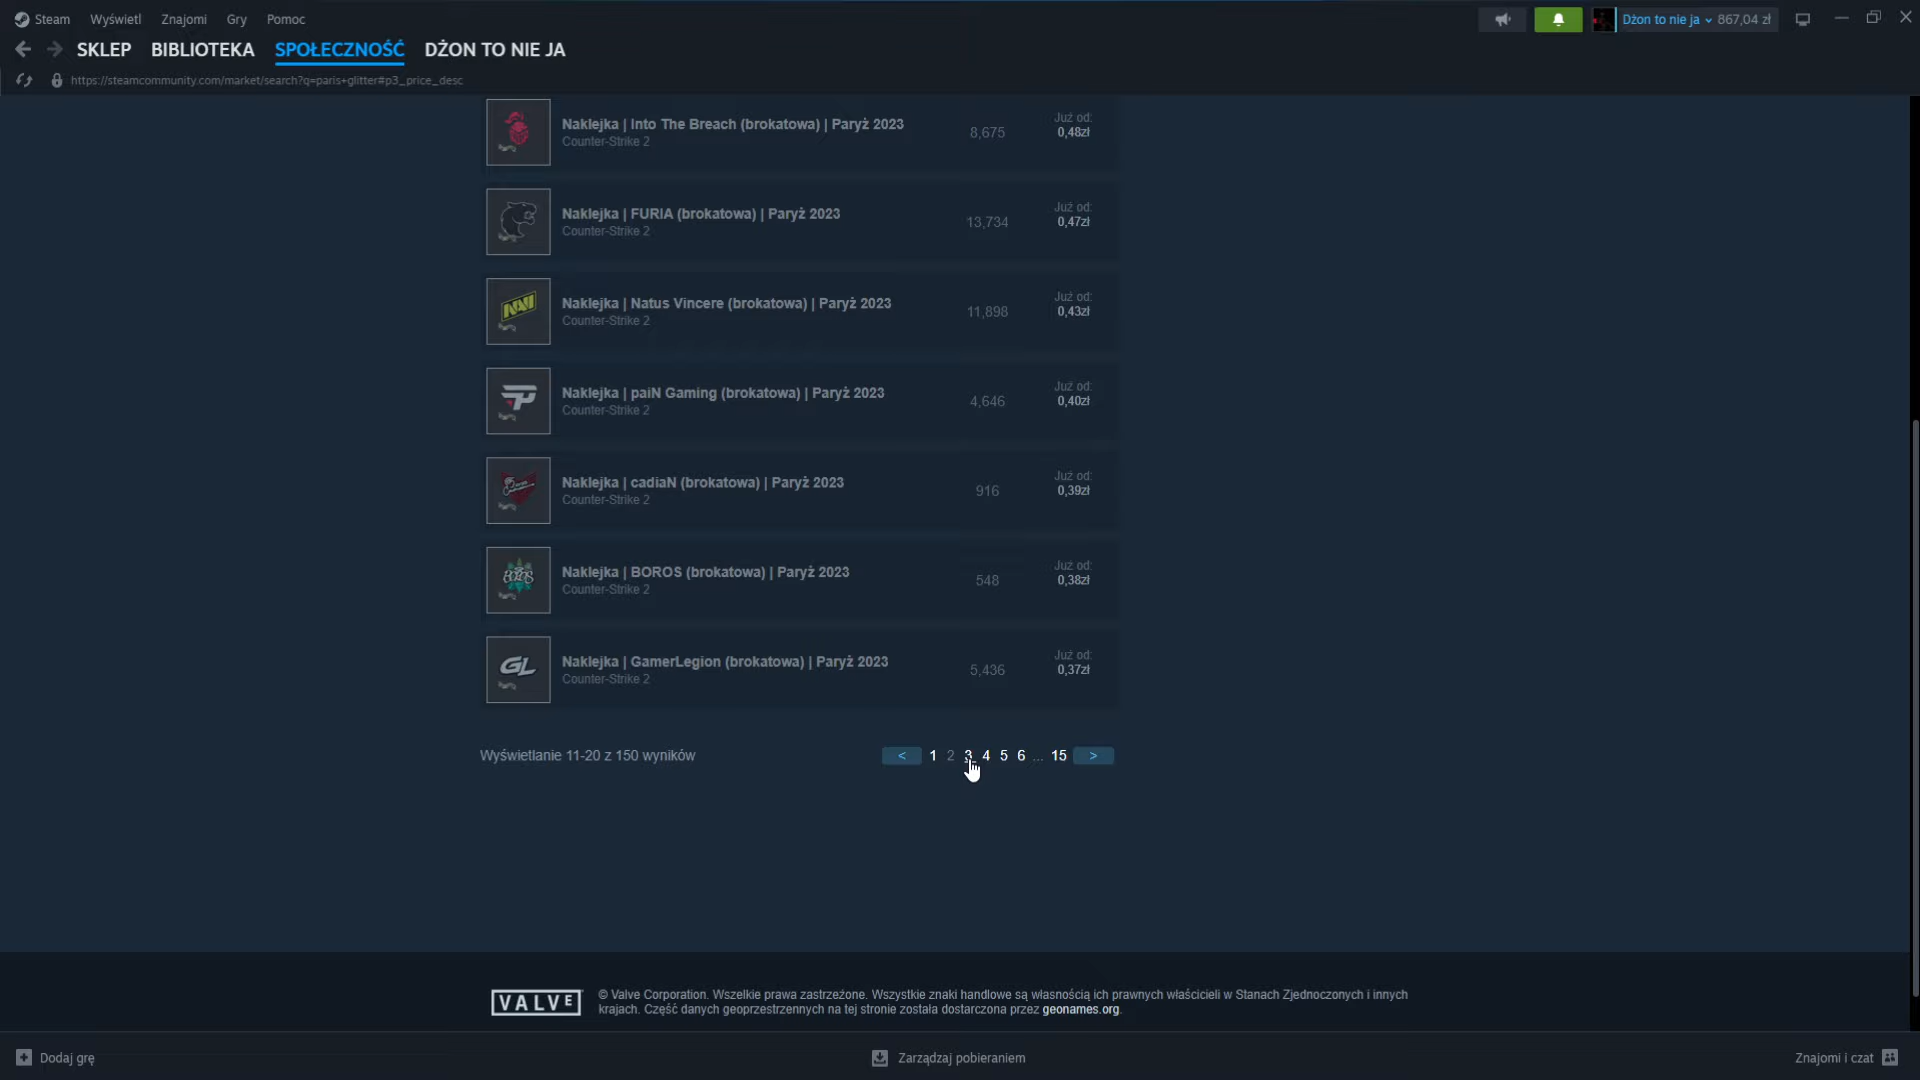 Steam Wyświetl Znajomi Gry Pomoc
Dżon to nie ja 867,04 zł
SKLEP BIBLIOTEKA SPOŁECZNOŚĆ DŻON TO NIE JA
https://steamcommunity.com/market/search?q=paris+glitter#p3_price_desc
Naklejka | Into The Breach (brokatowa) | Paryż 2023
Counter-Strike 2
8,675
Już od:
0,48zł
Naklejka | FURIA (brokatowa) | Paryż 2023
Counter-Strike 2
13,734
Już od:
0,47zł
NAVI
Naklejka | Natus Vincere (brokatowa) | Paryż 2023
Counter-Strike 2
11,898
Już od:
0,43zł
Naklejka | paiN Gaming (brokatowa) | Paryż 2023
Counter-Strike 2
4,646
Już od:
0,40zł
Naklejka | cadiaN (brokatowa) | Paryż 2023
Counter-Strike 2
916
Już od:
0,39zł
BOROS
Naklejka | BOROS (brokatowa) | Paryż 2023
Counter-Strike 2
548
Już od:
0,38zł
GL
Naklejka | GamerLegion (brokatowa) | Paryż 2023
Counter-Strike 2
5,436
Już od:
0,37zł
Wyświetlanie 11-20 z 150 wyników
< 1 2 3 4 5 6 ... 15 >
VALVE
© Valve Corporation. Wszelkie prawa zastrzeżone. Wszystkie znaki handlowe są własnością ich prawnych właścicieli w Stanach Zjednoczonych i innych
krajach. Część danych geoprzestrzennych na tej stronie została dostarczona przez geonames.org.
Dodaj grę
Zarządzaj pobieraniem
Znajomi i czat